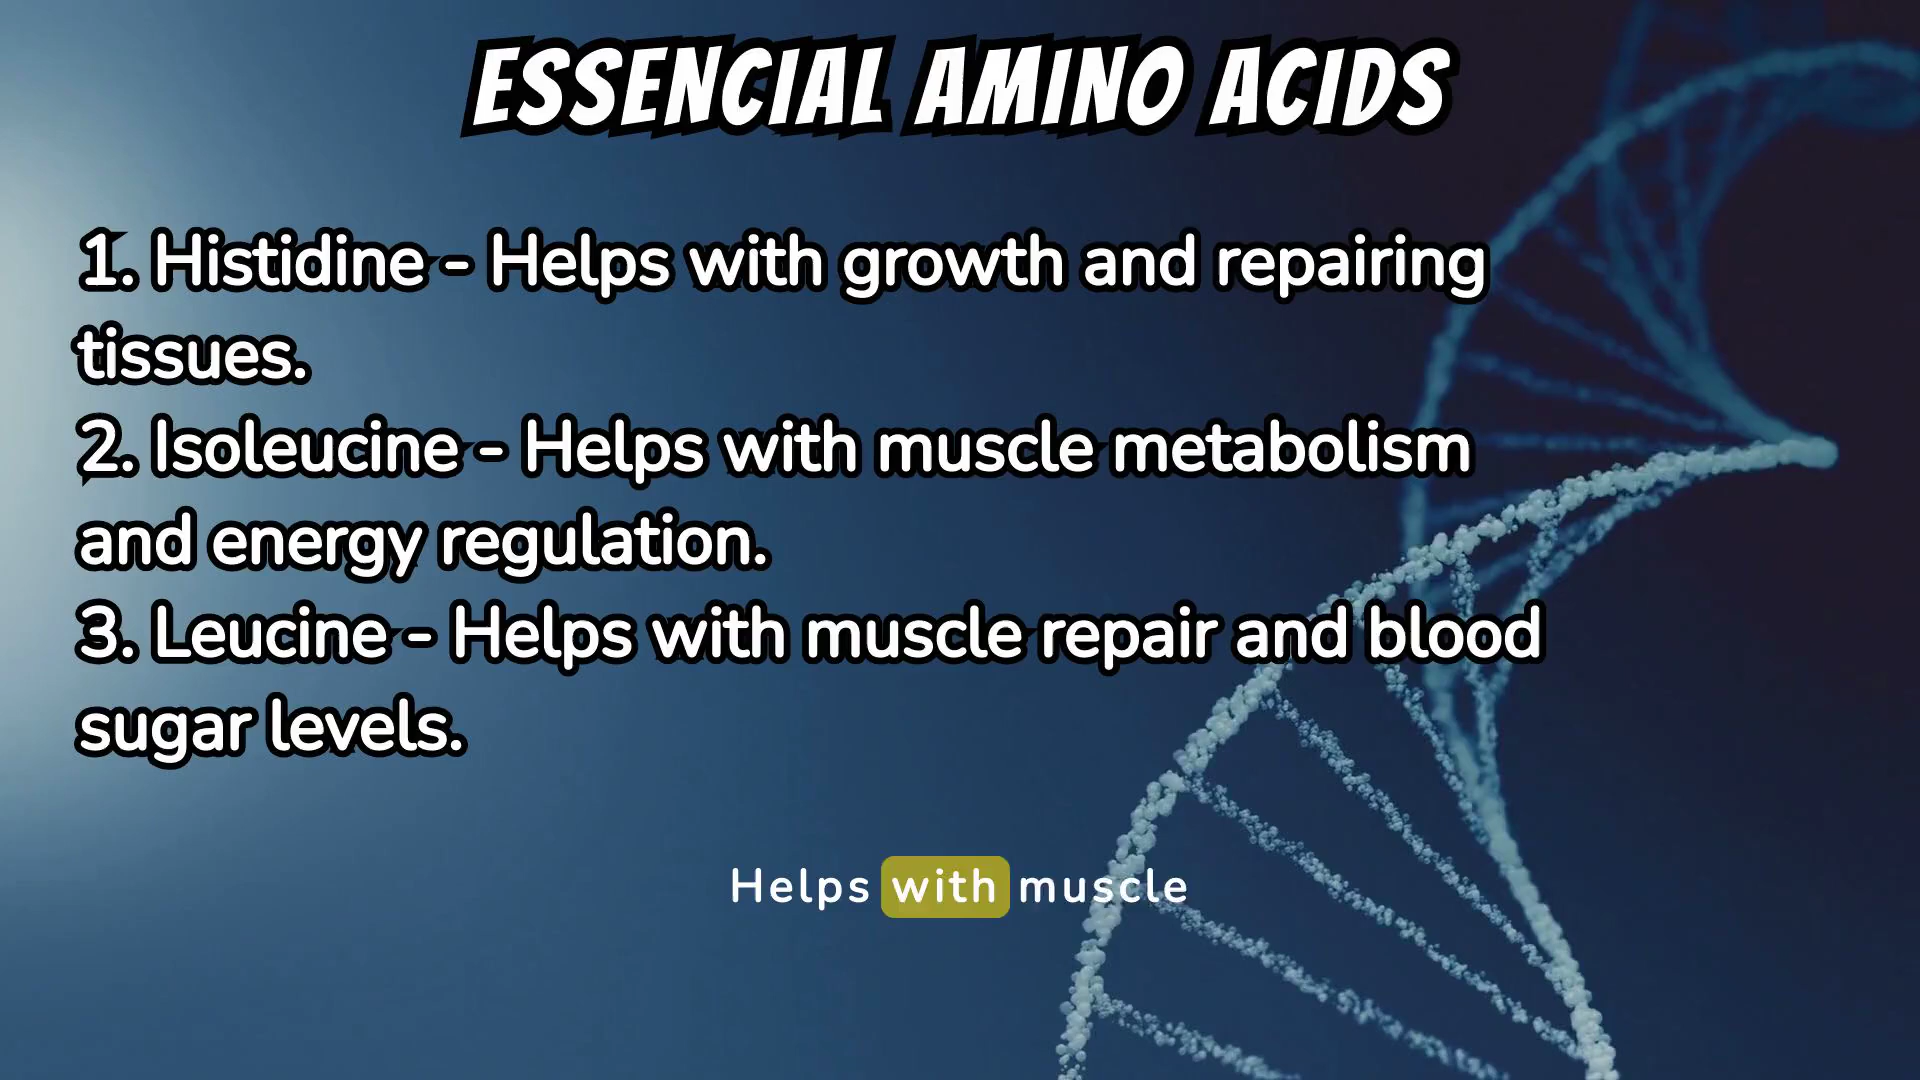 ESSENCIAL AMINO ACIDS
1. Histidine - Helps with growth and repairing
tissues.
2. Isoleucine - Helps with muscle metabolism
and energy regulation.
3. Leucine - Helps with muscle repair and blood
sugar levels.
Helps with muscle